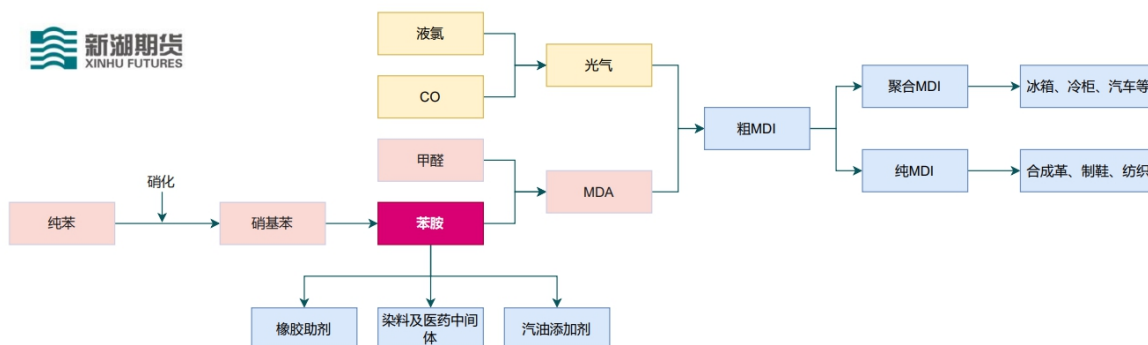 新湖期货
XINHU FUTURES
液氯
光气
CO
聚合MDI
冰箱、冷柜、汽车等
粗MDI
甲醛
纯MDI
合成革、制鞋、纺织
MDA
硝化
纯苯
硝基苯
苯胺
橡胶助剂
染料及医药中间
体
汽油添加剂